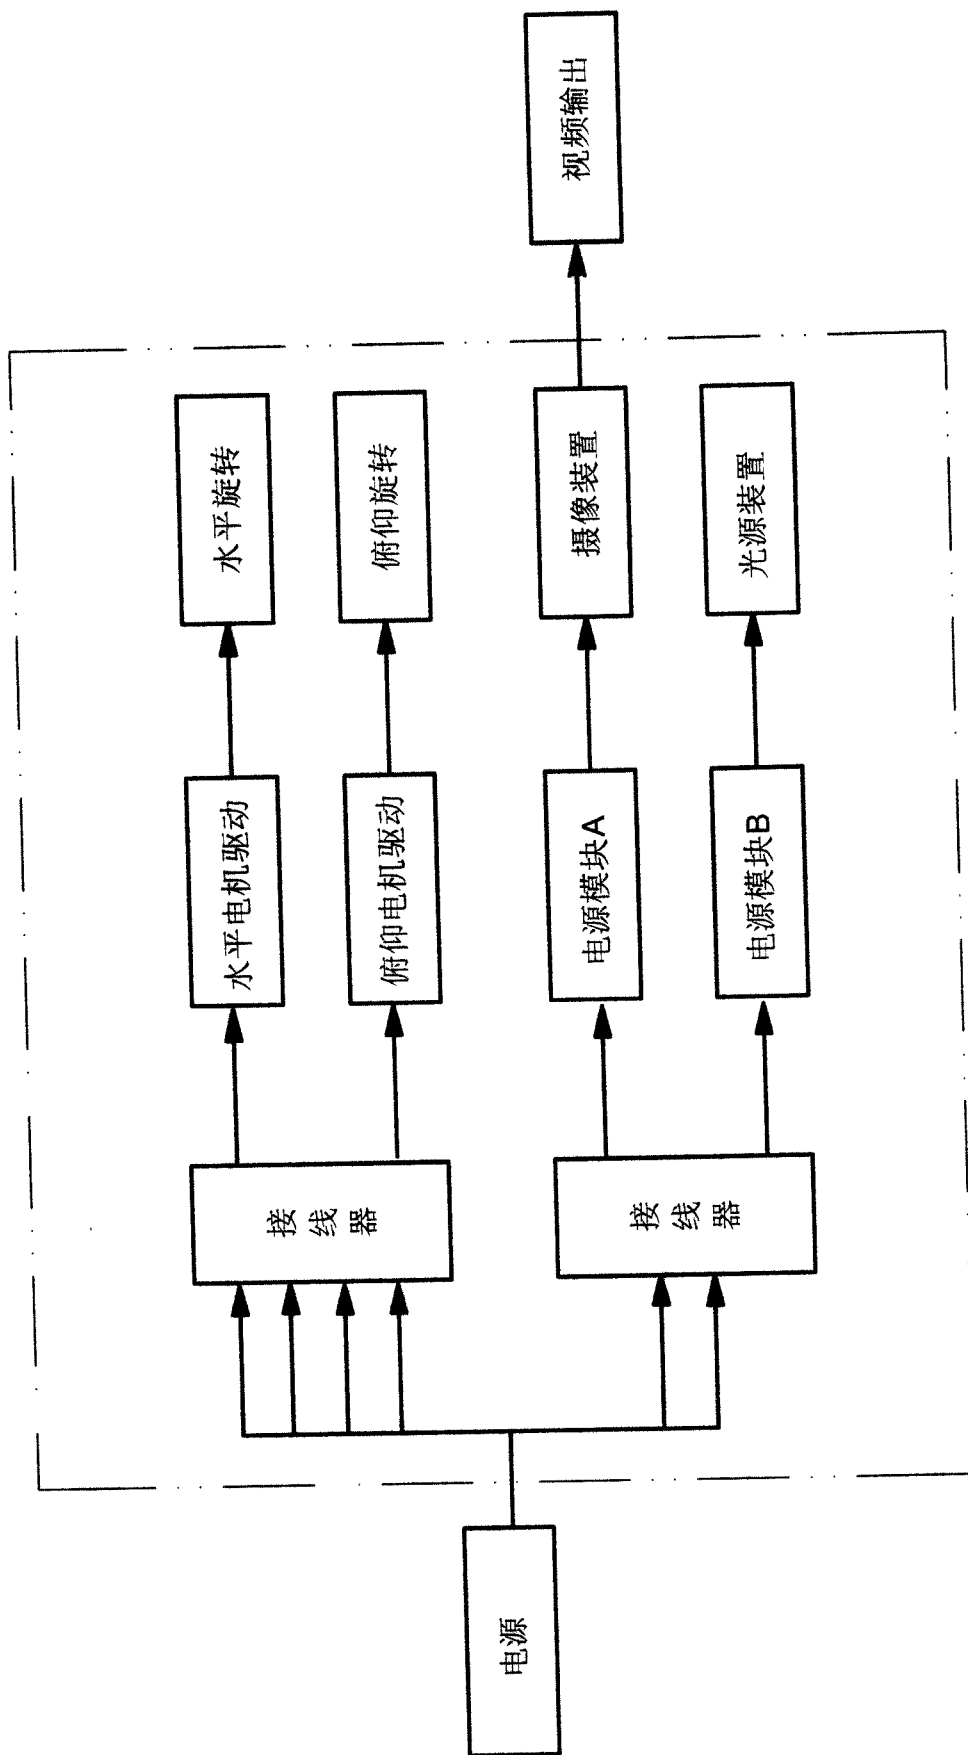 电源
接线器
接线器
水平电机驱动
俯仰电机驱动
电源模块A
电源模块B
水平旋转
俯仰旋转
摄像装置
光源装置
视频输出